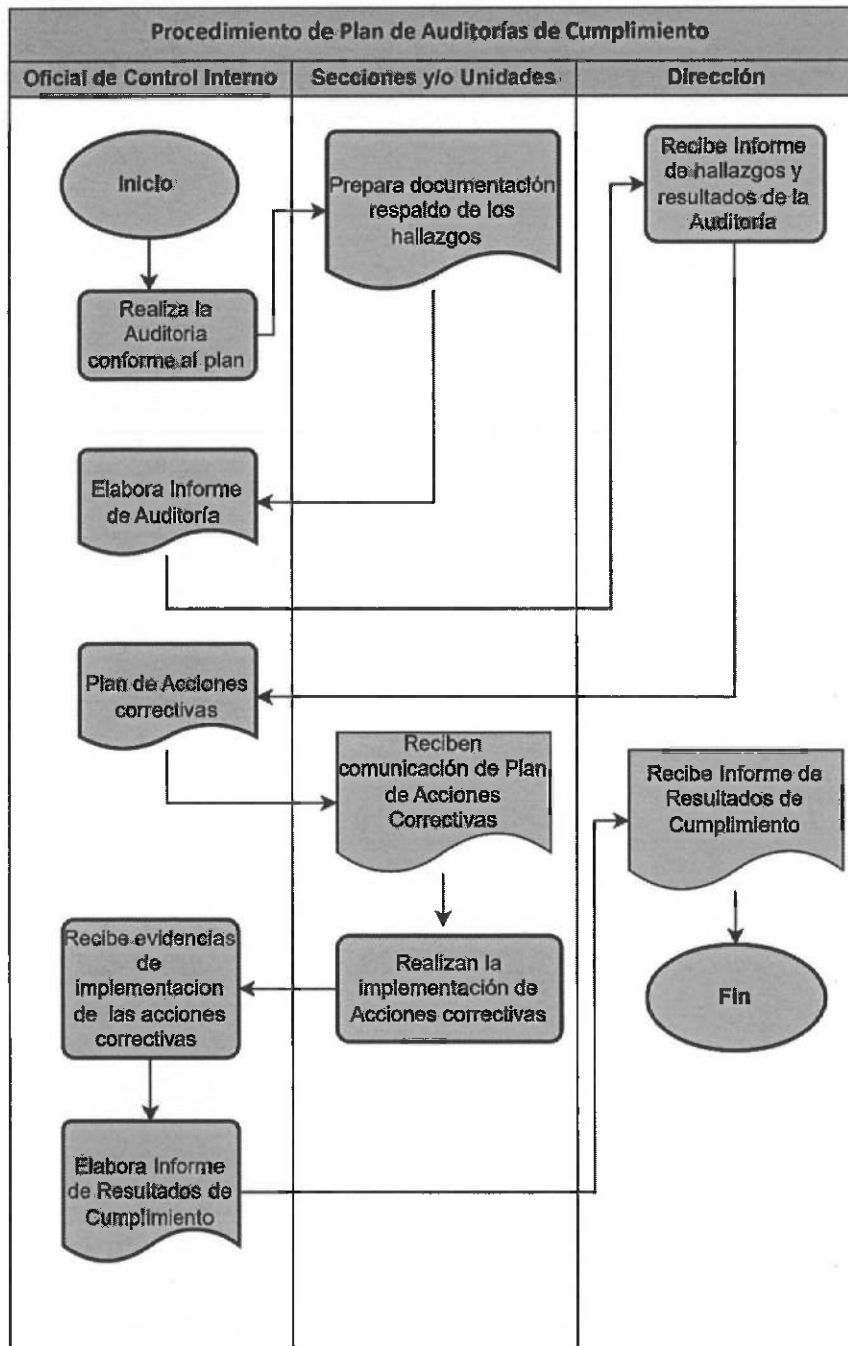 Procedimiento de Plan de Auditorías de Cumplimiento
Oficial de Control Interno
Secciones y/o Unidades
Dirección
Inicio
Prepara documentación
respaldo de los
hallazgos
Recibe Informe
de hallazgos y
resultados de la
Auditoría
Realiza la
Auditoria
conforme al plan
Elabora Informe
de Auditoría
Plan de Acciones
correctivas
Reciben
comunicación de Plan
de Acciones
Correctivas
Recibe Informe de
Resultados de
Cumplimiento
Recibe evidencias
de
implementacion
de las acciones
correctivas
Realizan la
implementación de
Acciones correctivas
Fin
Elabora Informe
de Resultados de
Cumplimiento